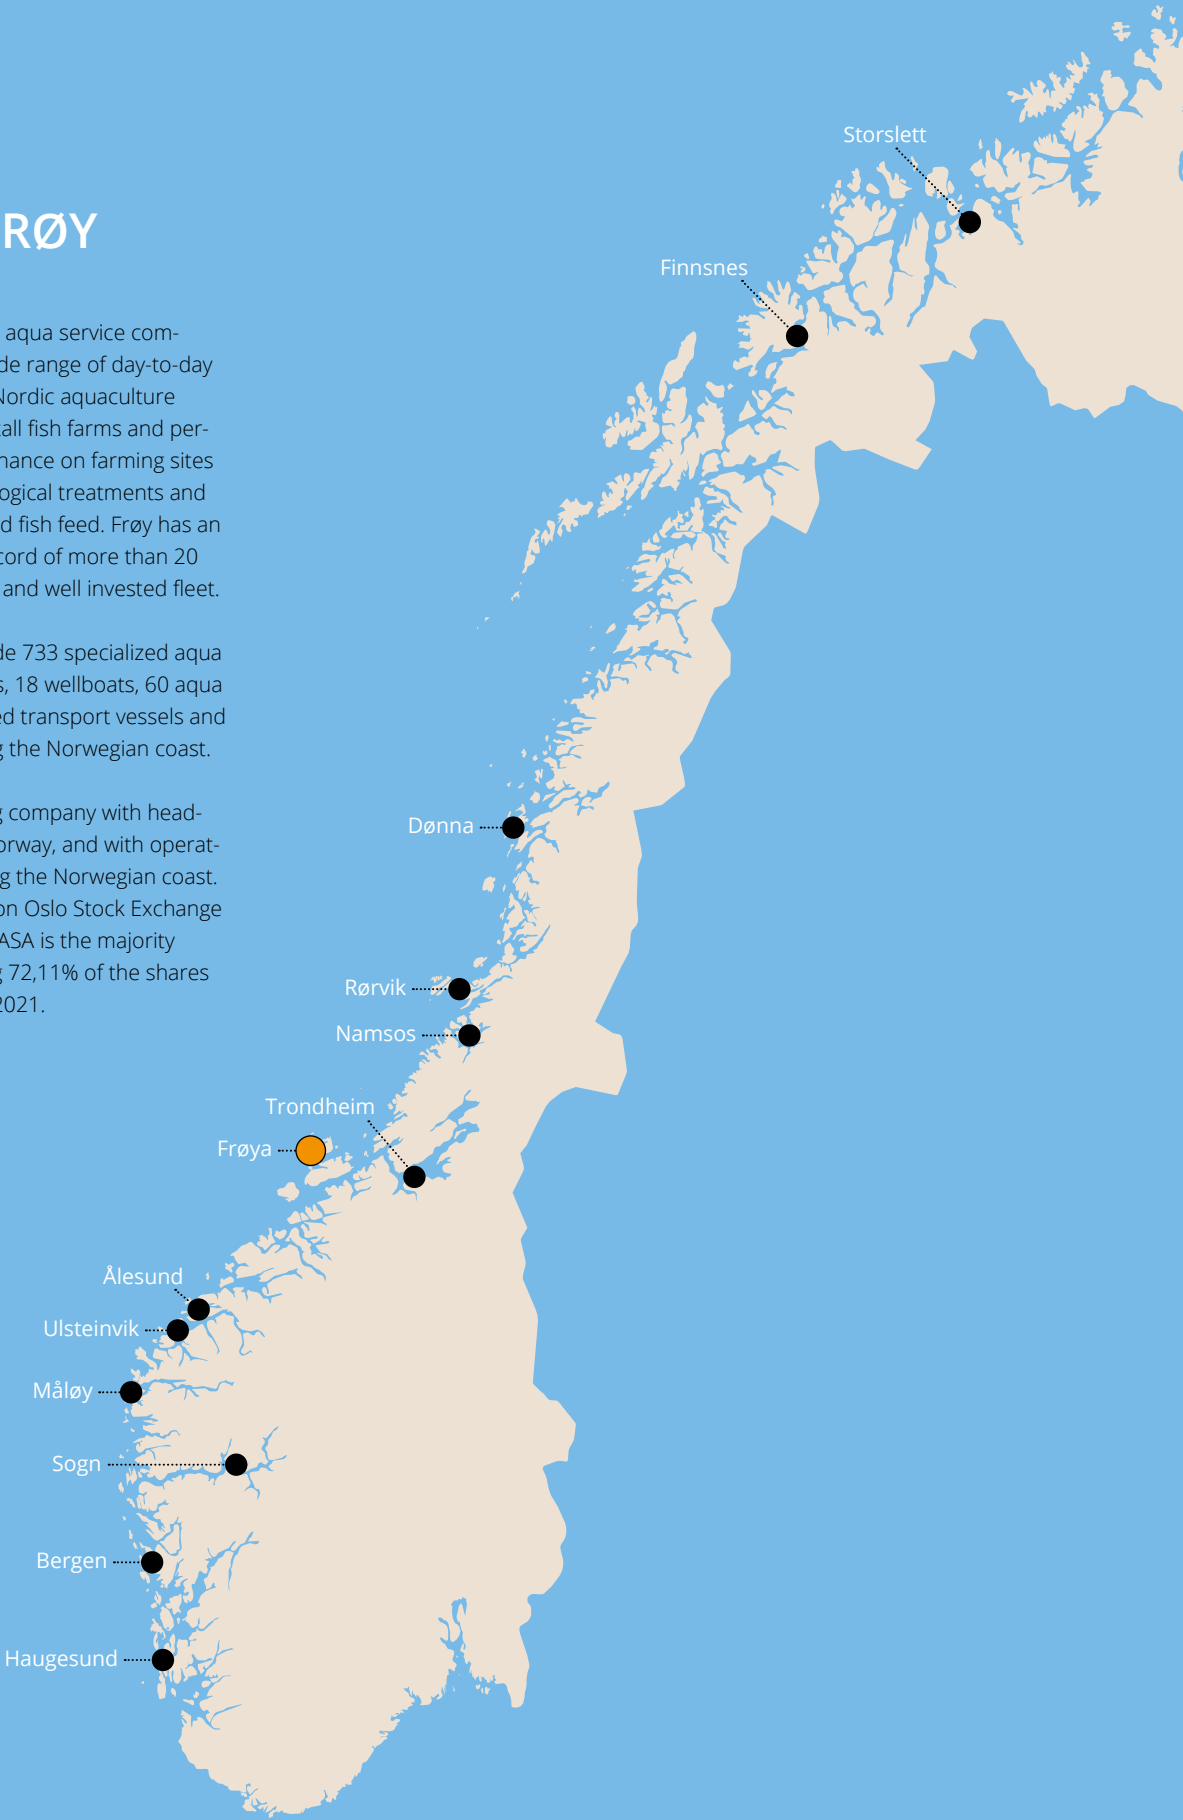 RØY
aqua service com-
de range of day-to-day
Nordic aquaculture
all fish farms and per-
nance on farming sites
ogical treatments and
d fish feed. Frøy has an
cord of more than 20
and well invested fleet.
de 733 specialized aqua
s, 18 wellboats, 60 aqua
ed transport vessels and
g the Norwegian coast.
g company with head-
orway, and with operat-
g the Norwegian coast.
on Oslo Stock Exchange
ASA is the majority
g 72,11% of the shares
2021.
Storslett
Finnsnes
Dønna
Rørvik
Namsos
Trondheim
Frøya
Ålesund
Ulsteinvik
Måløy
Sogn
Bergen
Haugesund